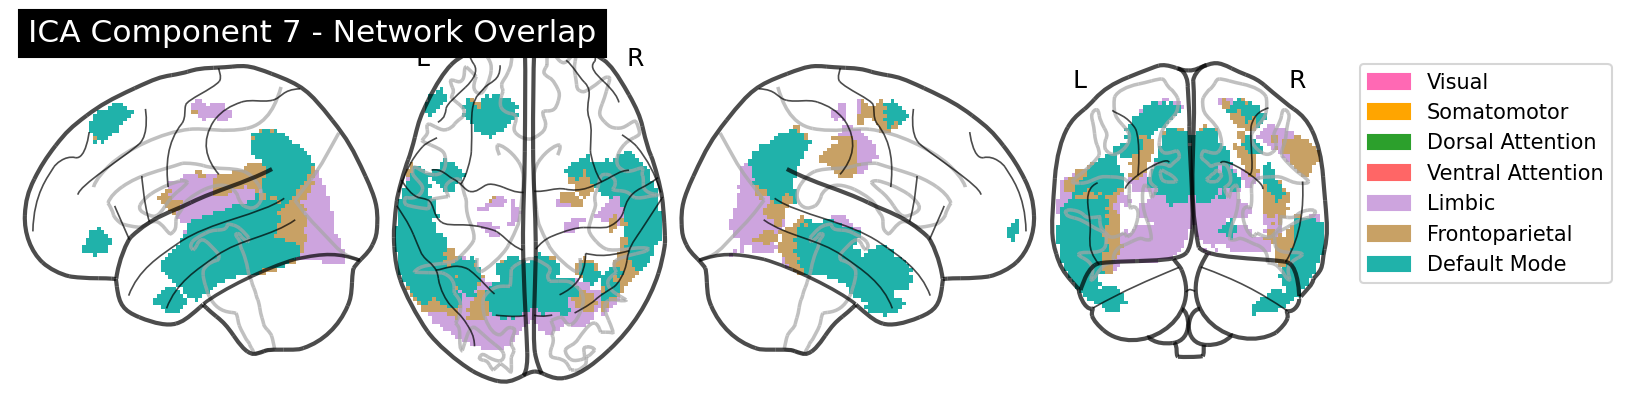 ICA Component 7 - Network Overlap
L
R
L
R
Visual
Somatomotor
Dorsal Attention
Ventral Attention
Limbic
Frontoparietal
Default Mode